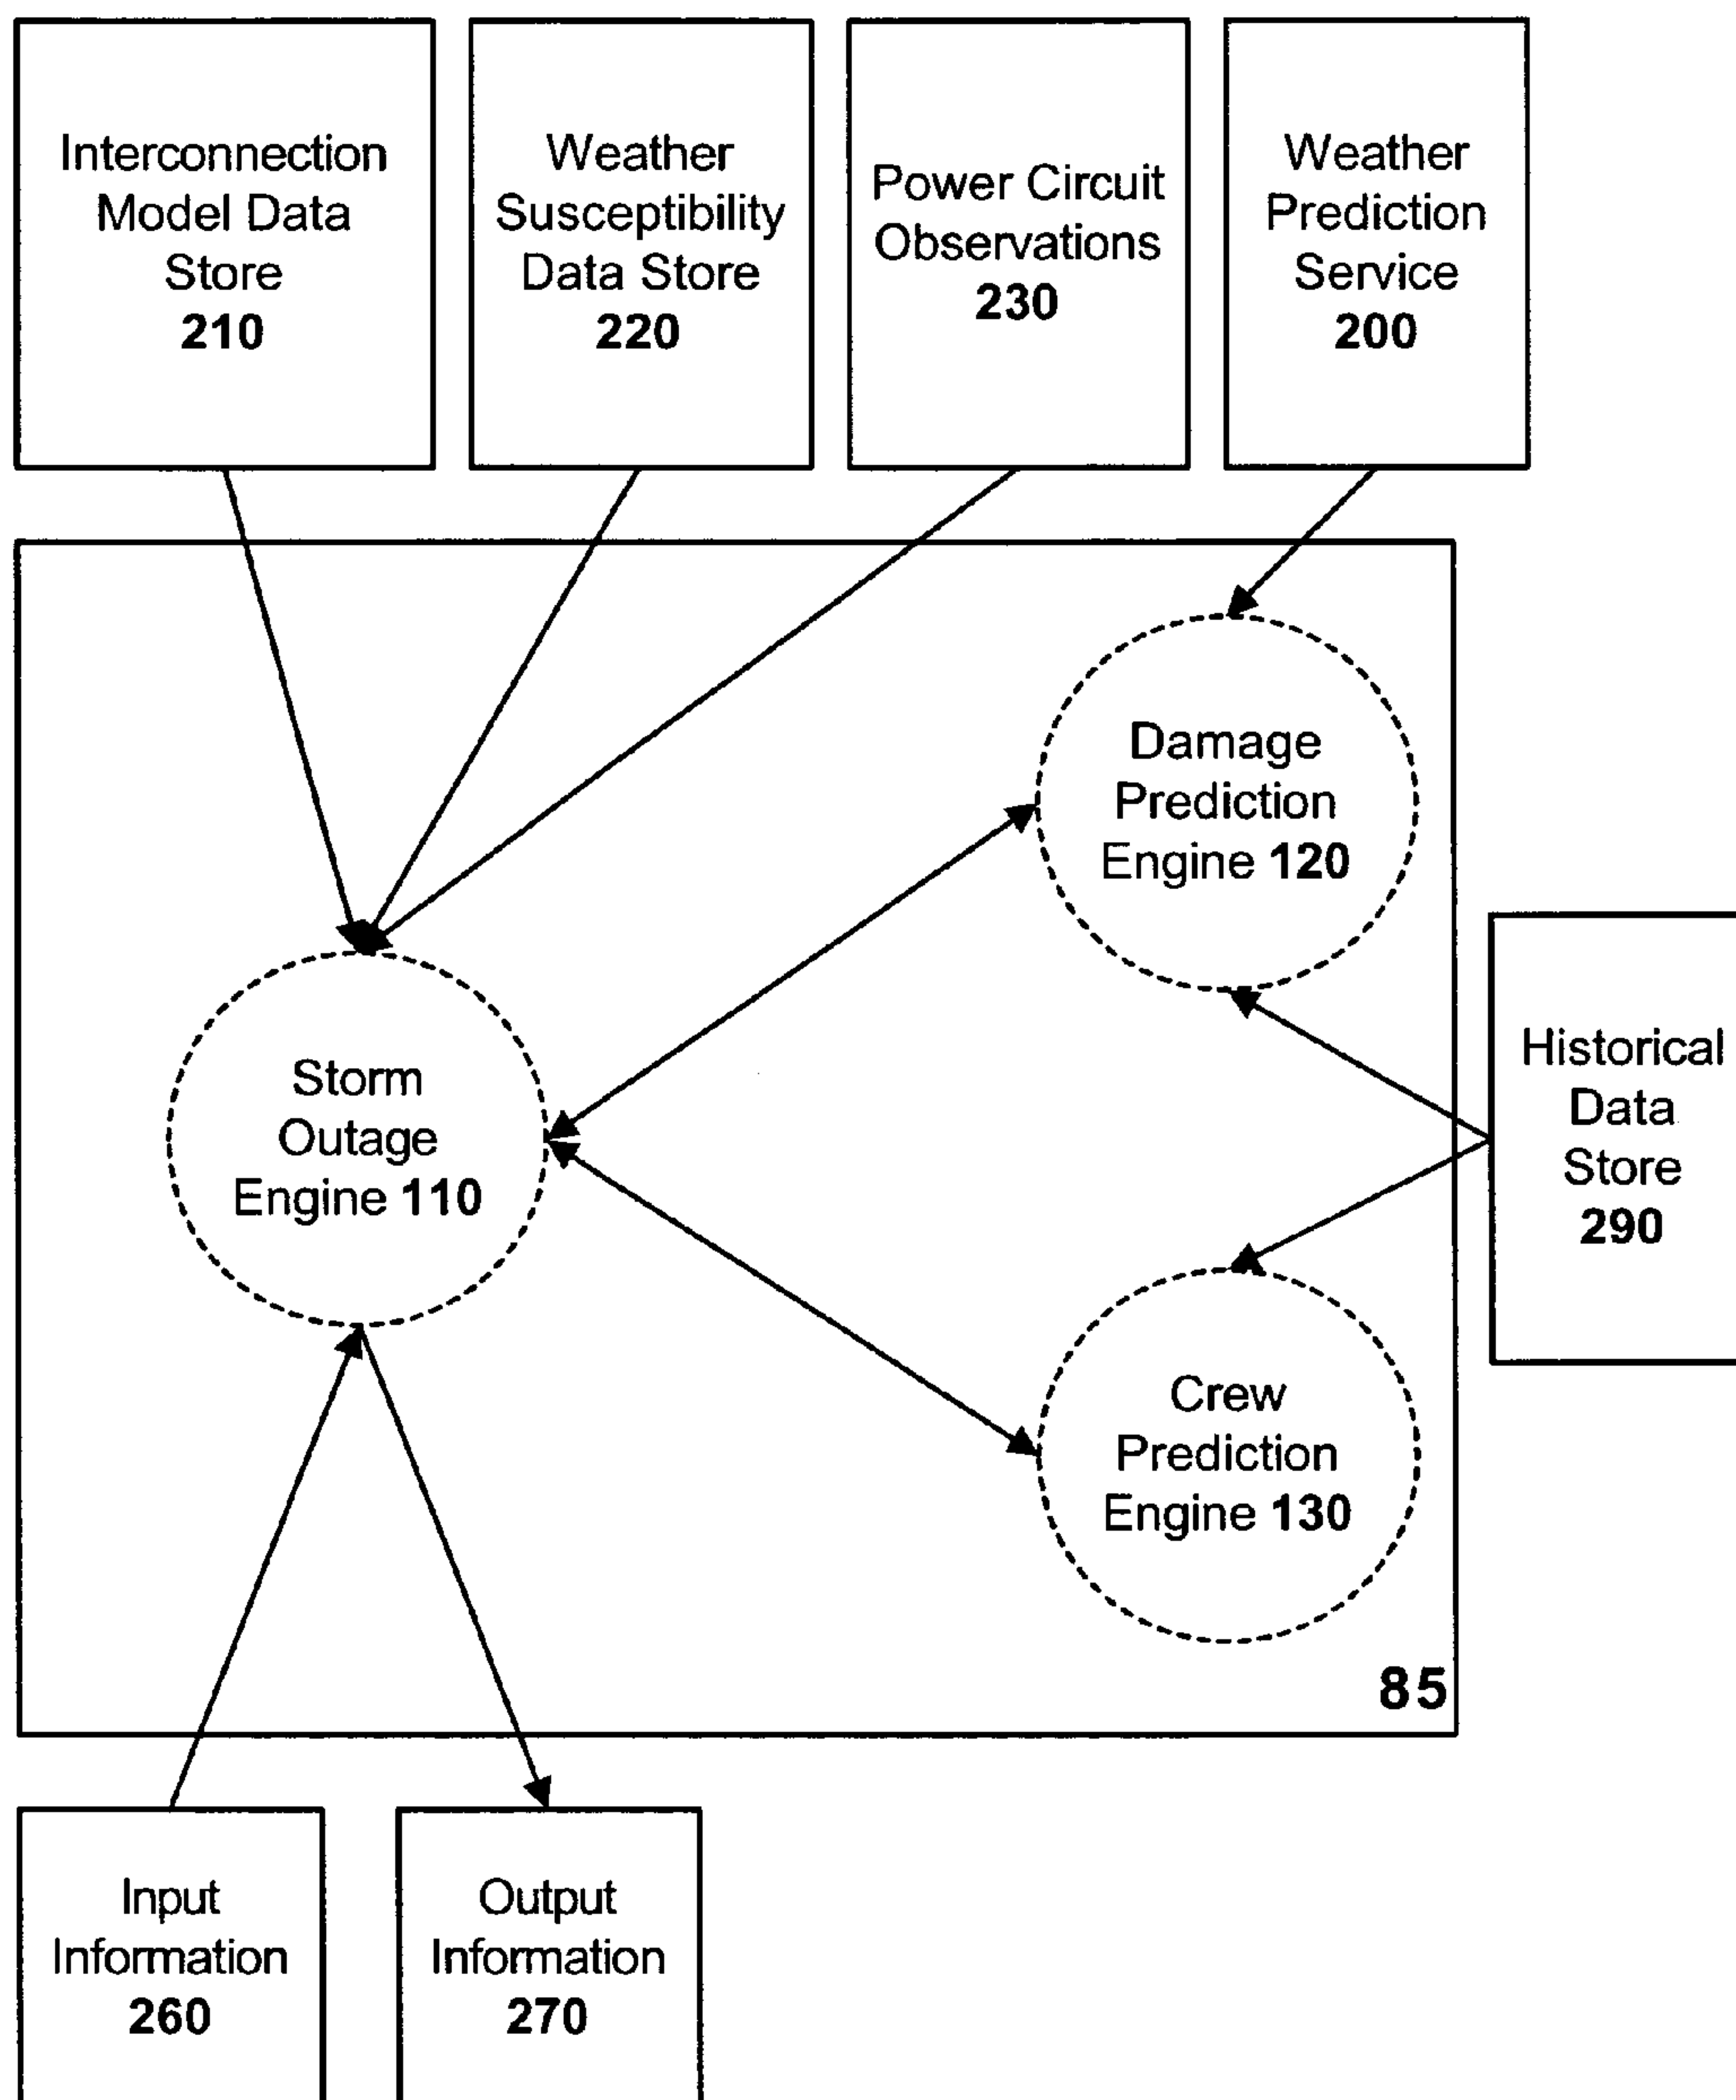 Interconnection
Model Data
Store
210
Weather
Susceptibility
Data Store
220
Power Circuit
Observations
230
Weather
Prediction
Service
200
Damage
Prediction
Engine 120
Storm
Outage
Engine 110
Historical
Data
Store
290
Crew
Prediction
Engine 130
85
Input
Information
260
Output
Information
270